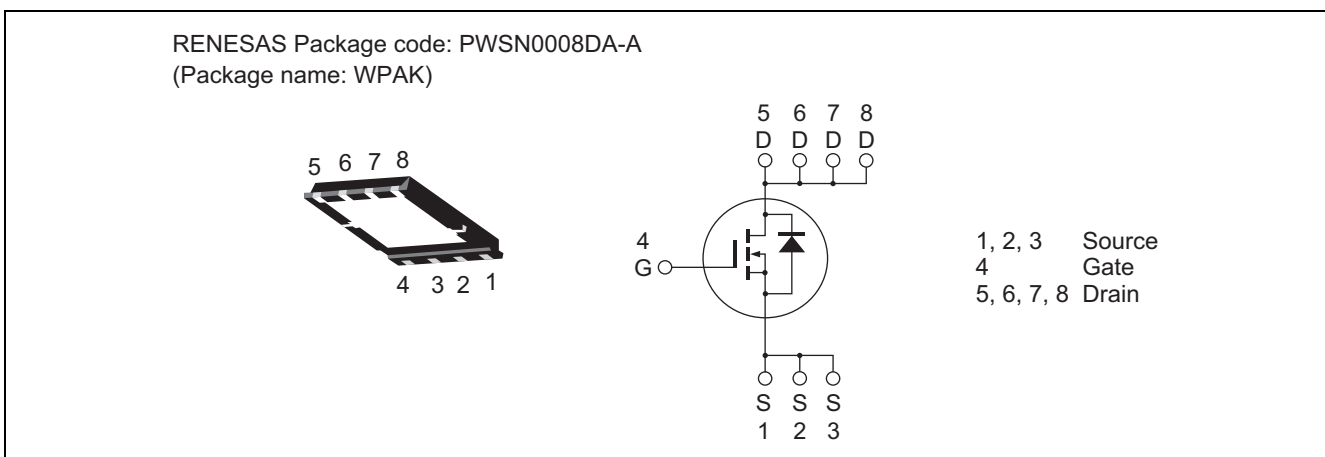 RENESAS Package code: PWSN0008DA-A
(Package name: WPAK)
5 6 7 8
4 3 2 1
5 6 7 8
D D D D
4
G
S S S
1 2 3
1, 2, 3 Source
4 Gate
5, 6, 7, 8 Drain